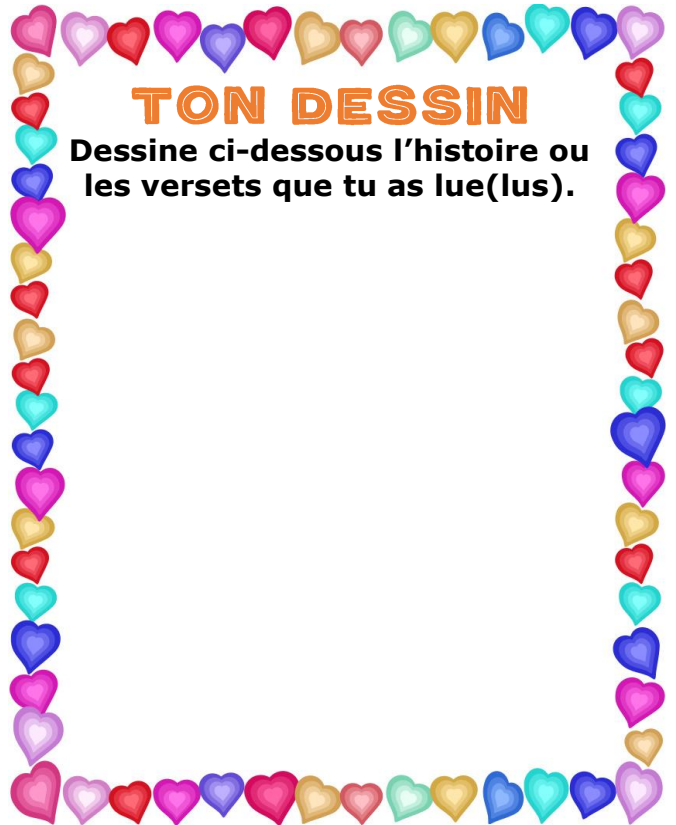 TON DESSIN
Dessine ci-dessous l’histoire ou
les versets que tu as lue(lus).